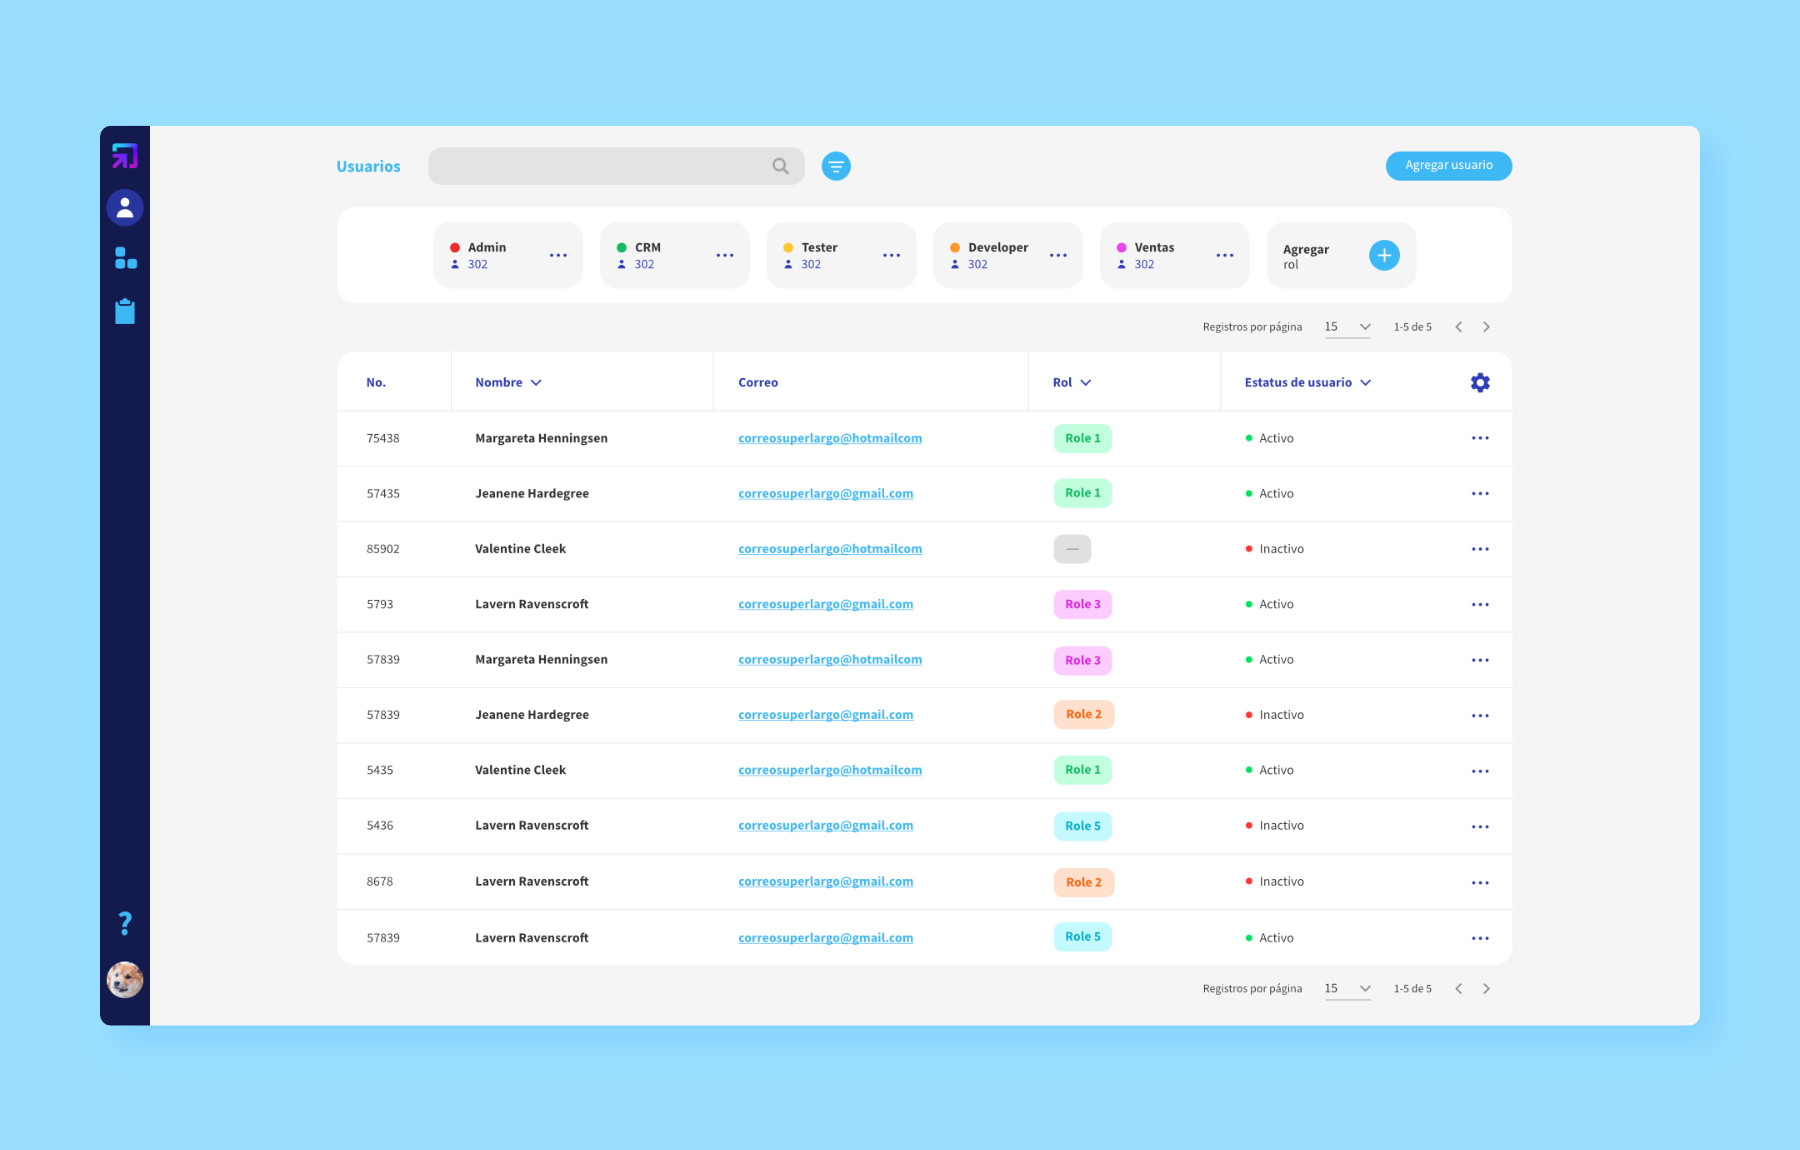 Usuarios
Agregar usuario
Admin
302
CRM
302
Tester
302
Developer
302
Ventas
302
Agregar
rol
Registros por página 15 1-5 de 5
No. Nombre Correo Rol Estatus de usuario
75438 Margareta Henningsen correosuperlargo@hotmailcom Role 1 Activo
57435 Jeanene Hardegree correosuperlargo@gmail.com Role 1 Activo
85902 Valentine Cleek correosuperlargo@hotmailcom — Inactivo
5793 Lavern Ravenscroft correosuperlargo@gmail.com Role 3 Activo
57839 Margareta Henningsen correosuperlargo@hotmailcom Role 3 Activo
57839 Jeanene Hardegree correosuperlargo@gmail.com Role 2 Inactivo
5435 Valentine Cleek correosuperlargo@hotmailcom Role 1 Activo
5436 Lavern Ravenscroft correosuperlargo@gmail.com Role 5 Inactivo
8678 Lavern Ravenscroft correosuperlargo@gmail.com Role 2 Inactivo
57839 Lavern Ravenscroft correosuperlargo@gmail.com Role 5 Activo
?
Registros por página 15 1-5 de 5